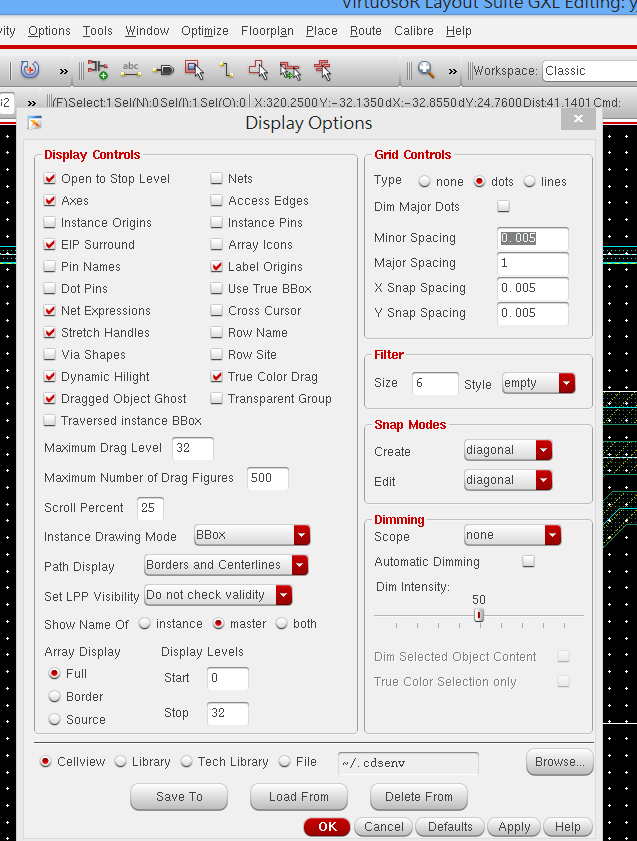 VirtuosoR Layout Suite GXL Editing: y
vity Options Tools Window Optimize Floorplan Place Route Calibre Help
abc
Workspace: Classic
(F)Select:1 Sel(N):0 Sel(I):1 Sel(O):0 X:320.2500 Y:-32.1350 dX:-32.8550 dY:24.7600 Dist:41.1401 Cmd:
Display Options
Display Controls
Open to Stop Level Nets
Axes Access Edges
Instance Origins Instance Pins
EIP Surround Array Icons
Pin Names Label Origins
Dot Pins Use True BBox
Net Expressions Cross Cursor
Stretch Handles Row Name
Via Shapes Row Site
Dynamic Hilight True Color Drag
Dragged Object Ghost Transparent Group
Traversed instance BBox
Maximum Drag Level 32
Maximum Number of Drag Figures 500
Scroll Percent 25
Instance Drawing Mode BBox
Path Display Borders and Centerlines
Set LPP Visibility Do not check validity
Show Name Of instance master both
Array Display Display Levels
Full Start 0
Border
Source Stop 32
Grid Controls
Type none dots lines
Dim Major Dots
Minor Spacing 0.005
Major Spacing 1
X Snap Spacing 0.005
Y Snap Spacing 0.005
Filter
Size 6 Style empty
Snap Modes
Create diagonal
Edit diagonal
Dimming
Scope none
Automatic Dimming
Dim Intensity:
50
Dim Selected Object Content
True Color Selection only
Cellview Library Tech Library File ~/.cdsenv Browse...
Save To Load From Delete From
OK Cancel Defaults Apply Help